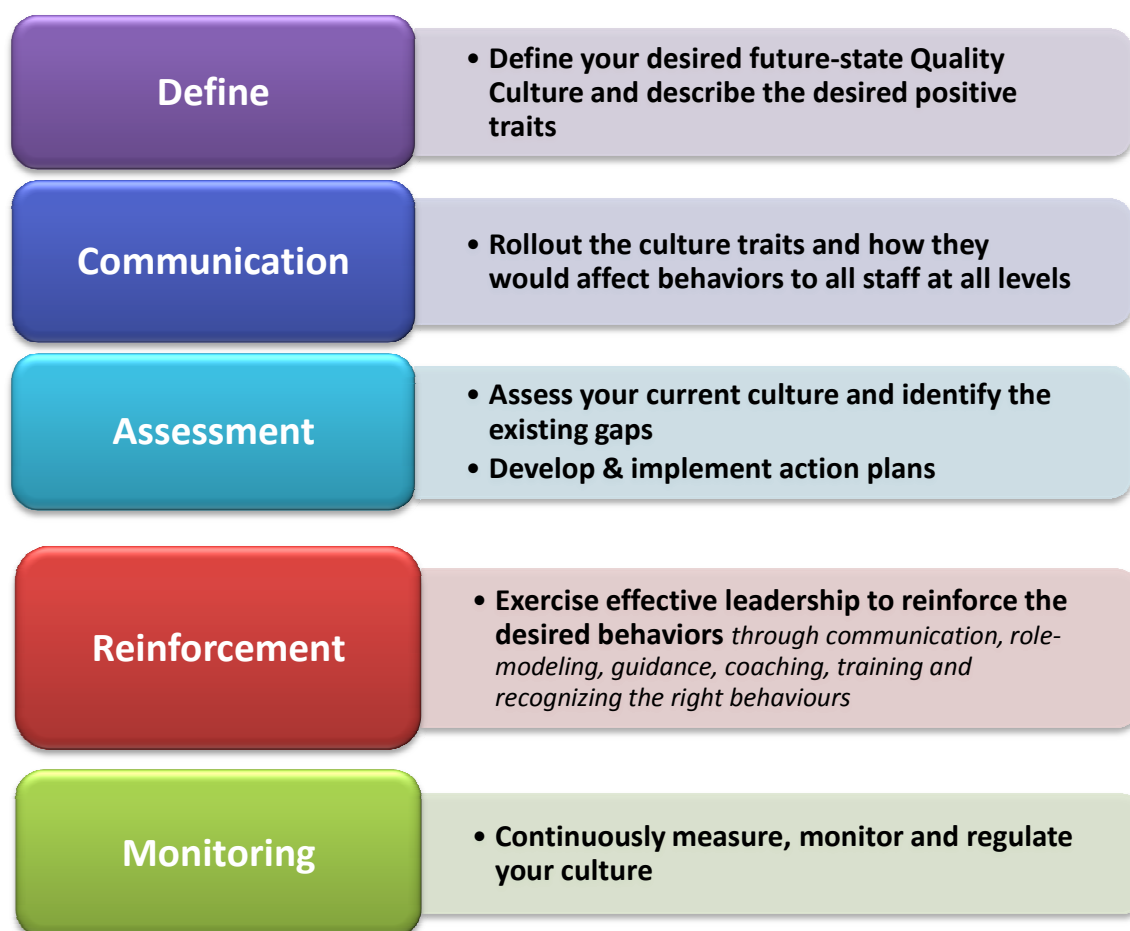 Define
• Define your desired future-state Quality
Culture and describe the desired positive
traits
Communication
• Rollout the culture traits and how they
would affect behaviors to all staff at all levels
Assessment
• Assess your current culture and identify the
existing gaps
• Develop & implement action plans
Reinforcement
• Exercise effective leadership to reinforce the
desired behaviors through communication, role-
modeling, guidance, coaching, training and
recognizing the right behaviours
Monitoring
• Continuously measure, monitor and regulate
your culture